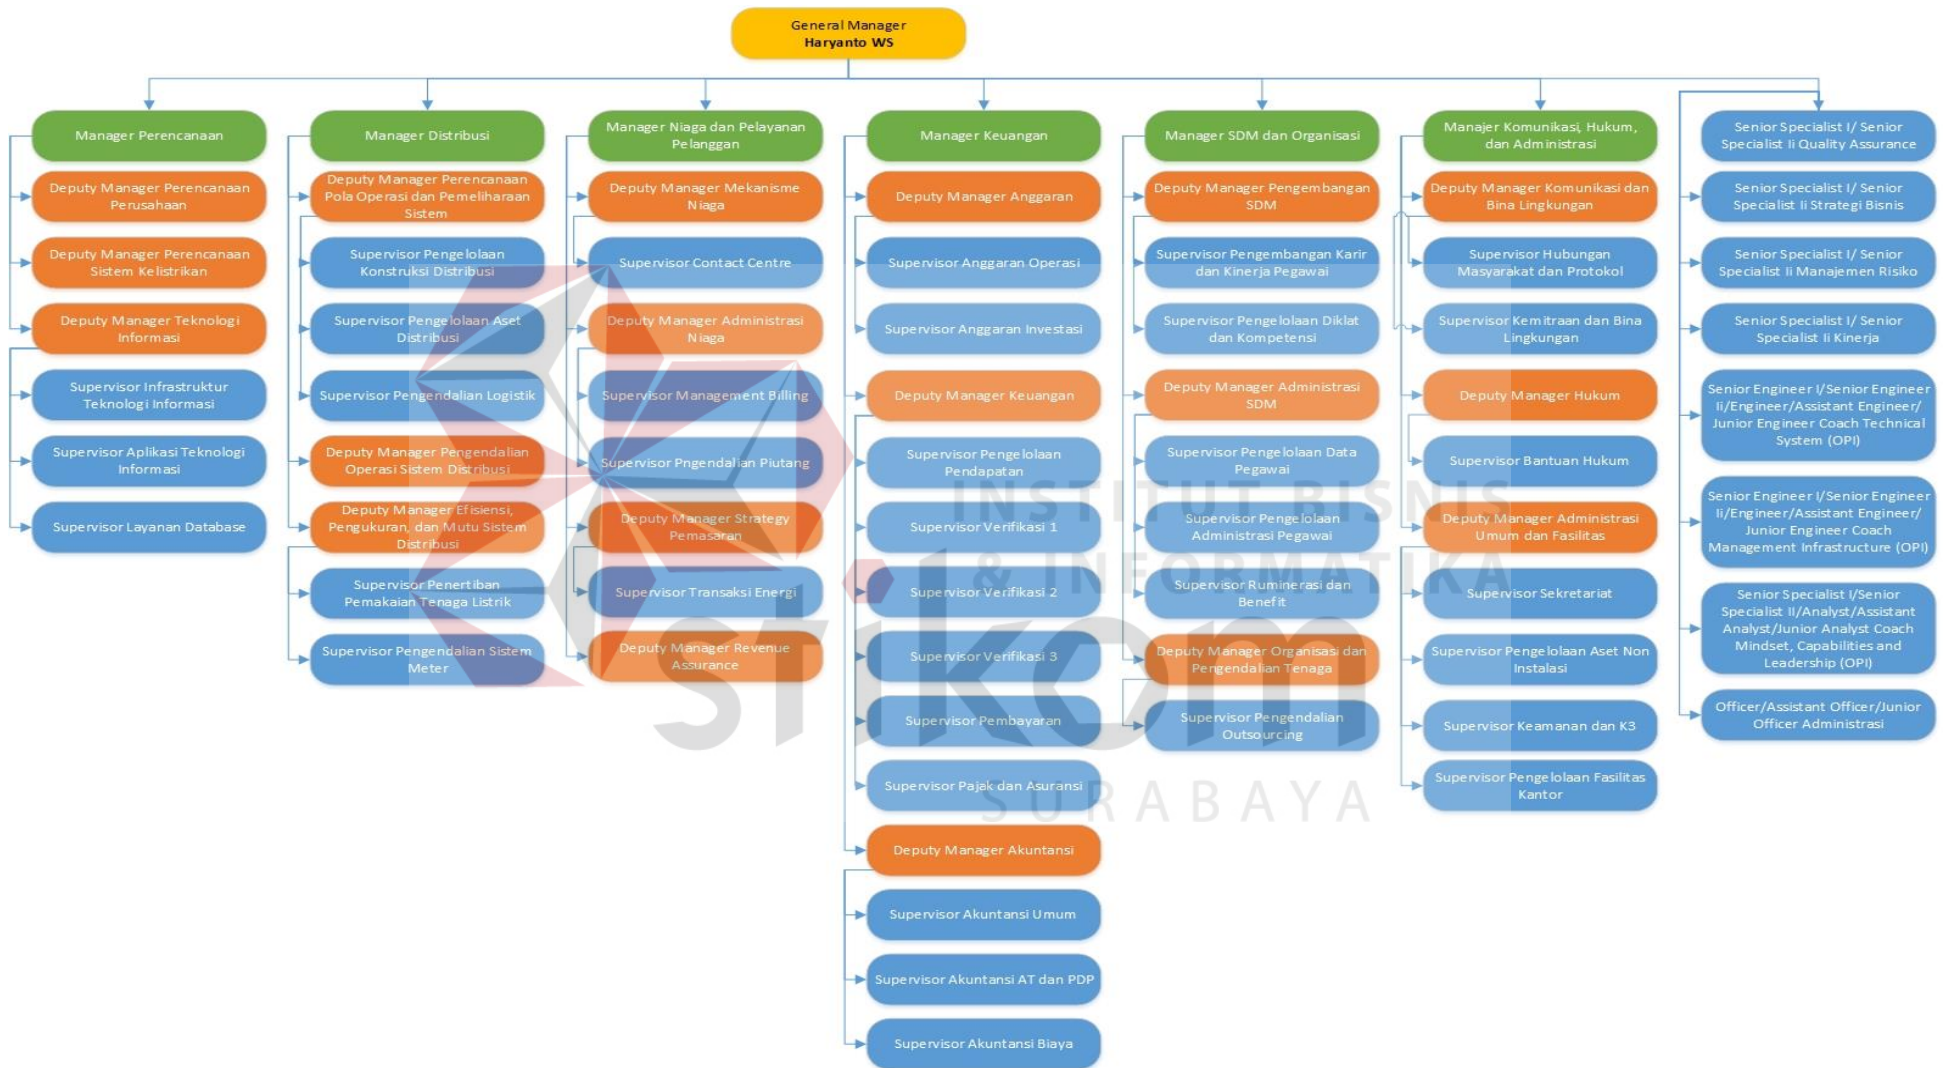 General Manager
Haryanto WS
Manager Perencanaan
Deputy Manager Perencanaan
Perusahaan
Deputy Manager Perencanaan
Sistem Kelistrikan
Deputy Manager Teknologi
Informasi
Supervisor Infrastruktur
Teknologi Informasi
Supervisor Aplikasi Teknologi
Informasi
Supervisor Layanan Database
Manager Distribusi
Deputy Manager Perencanaan
Pola Operasi dan Pemeliharaan
Sistem
Supervisor Pengelolaan
Konstruksi Distribusi
Supervisor Pengelolaan Aset
Distribusi
Supervisor Pengendalian Logistik
Deputy Manager Pengendalian
Operasi Sistem Distribusi
Deputy Manager Efisiensi,
Pengukuran, dan Mutu Sistem
Distribusi
Supervisor Penertiban
Pemakaian Tenaga Listrik
Supervisor Pengendalian Sistem
Meter
Manager Niaga dan Pelayanan
Pelanggan
Deputy Manager Mekanisme
Niaga
Supervisor Contact Centre
Deputy Manager Administrasi
Niaga
Supervisor Management Billing
Supervisor Pngendalian Piutang
Deputy Manager Strategy
Pemasaran
Supervisor Transaksi Energi
Deputy Manager Revenue
Assurance
Manager Keuangan
Deputy Manager Anggaran
Supervisor Anggaran Operasi
Supervisor Anggaran Investasi
Deputy Manager Keuangan
Supervisor Pengelolaan
Pendapatan
Supervisor Verifikasi 1
Supervisor Verifikasi 2
Supervisor Verifikasi 3
Supervisor Pembayaran
Supervisor Pajak dan Asuransi
Deputy Manager Akuntansi
Supervisor Akuntansi Umum
Supervisor Akuntansi AT dan PDP
Supervisor Akuntansi Biaya
Manager SDM dan Organisasi
Deputy Manager Pengembangan
SDM
Supervisor Pengembangan Karir
dan Kinerja Pegawai
Supervisor Pengelolaan Diklat
dan Kompetensi
Deputy Manager Administrasi
SDM
Supervisor Pengelolaan Data
Pegawai
Supervisor Pengelolaan
Administrasi Pegawai
Supervisor Ruminerasi dan
Benefit
Deputy Manager Organisasi dan
Pengendalian Tenaga
Supervisor Pengendalian
Outsourcing
Manajer Komunikasi, Hukum,
dan Administrasi
Deputy Manager Komunikasi dan
Bina Lingkungan
Supervisor Hubungan
Masyarakat dan Protokol
Supervisor Kemitraan dan Bina
Lingkungan
Deputy Manager Hukum
Supervisor Bantuan Hukum
Deputy Manager Administrasi
Umum dan Fasilitas
Supervisor Sekretariat
Supervisor Pengelolaan Aset Non
Instalasi
Supervisor Keamanan dan K3
Supervisor Pengelolaan Fasilitas
Kantor
Senior Specialist I/ Senior
Specialist Ii Quality Assurance
Senior Specialist I/ Senior
Specialist Ii Strategi Bisnis
Senior Specialist I/ Senior
Specialist Ii Manajemen Risiko
Senior Specialist I/ Senior
Specialist Ii Kinerja
Senior Engineer I/Senior Engineer
Ii/Engineer/Assistant Engineer/
Junior Engineer Coach Technical
System (OPI)
Senior Engineer I/Senior Engineer
Ii/Engineer/Assistant Engineer/
Junior Engineer Coach
Management Infrastructure (OPI)
Senior Specialist I/Senior
Specialist II/Analyst/Assistant
Analyst/Junior Analyst Coach
Mindset, Capabilities and
Leadership (OPI)
Officer/Assistant Officer/Junior
Officer Administrasi
INSTITUT BISNIS
& INFORMATIKA
stikom
SURABAYA